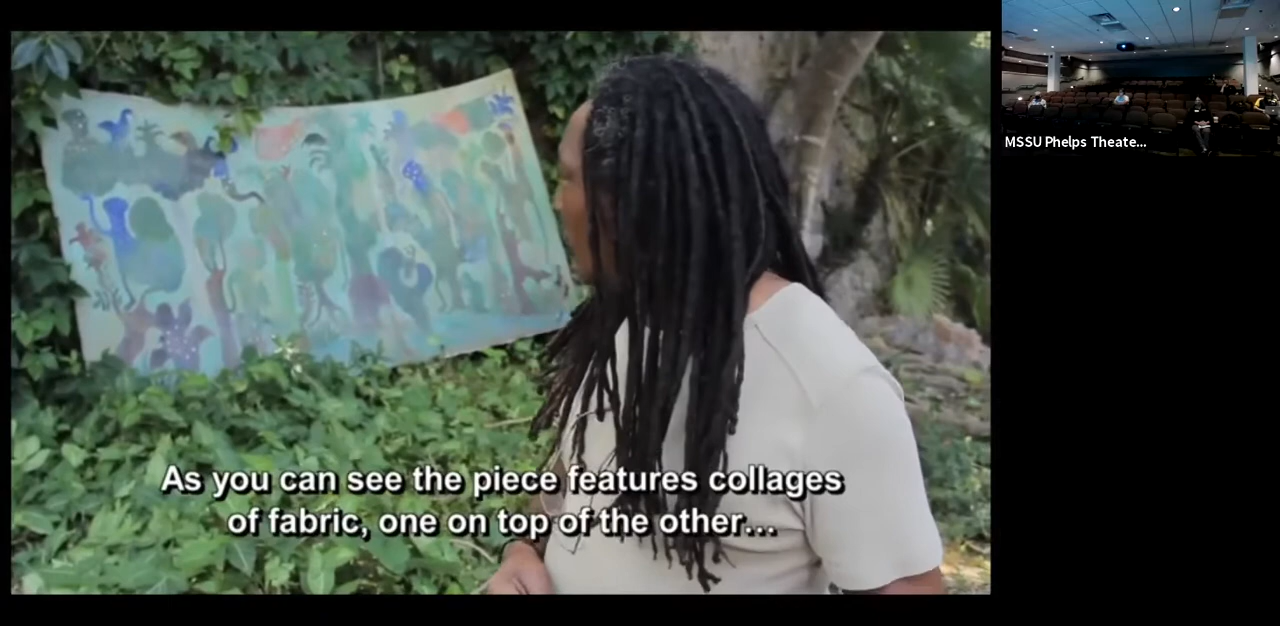 As you can see the piece features collages
of fabric, one on top of the other...
MSSU Phelps Theate...